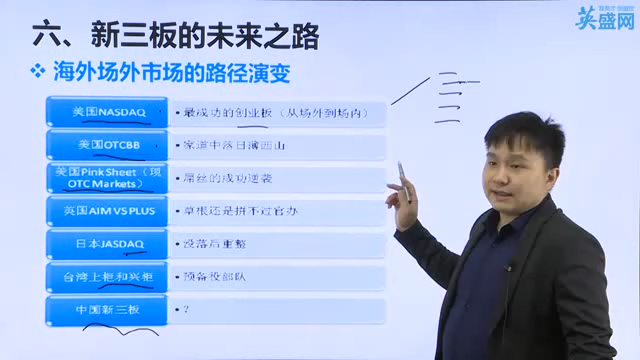 六、新三板的未来之路
英盛网
海外场外市场的路径演变
美国NASDAQ
最成功的创业板（从场外到场内）
美国OTCBB
家道中落日薄西山
美国Pink Sheet（現
OTC Markets）
屌丝的成功逆袭
英国AIM VS PLUS
草根还是拼不过官办
日本JASDAQ
没落后重整
台湾上柜和兴柜
预备役部队
中国新三板
？